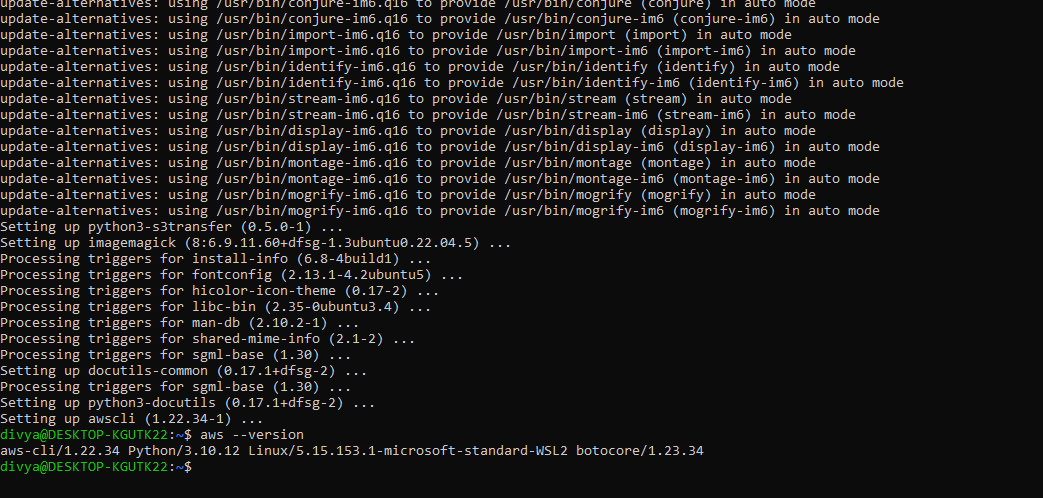 update-alternatives: using /usr/bin/conjure-im6.q16 to provide /usr/bin/conjure (conjure) in auto mode
update-alternatives: using /usr/bin/conjure-im6.q16 to provide /usr/bin/conjure-im6 (conjure-im6) in auto mode
update-alternatives: using /usr/bin/import-im6.q16 to provide /usr/bin/import (import) in auto mode
update-alternatives: using /usr/bin/import-im6.q16 to provide /usr/bin/import-im6 (import-im6) in auto mode
update-alternatives: using /usr/bin/identify-im6.q16 to provide /usr/bin/identify (identify) in auto mode
update-alternatives: using /usr/bin/identify-im6.q16 to provide /usr/bin/identify-im6 (identify-im6) in auto mode
update-alternatives: using /usr/bin/stream-im6.q16 to provide /usr/bin/stream (stream) in auto mode
update-alternatives: using /usr/bin/stream-im6.q16 to provide /usr/bin/stream-im6 (stream-im6) in auto mode
update-alternatives: using /usr/bin/display-im6.q16 to provide /usr/bin/display (display) in auto mode
update-alternatives: using /usr/bin/display-im6.q16 to provide /usr/bin/display-im6 (display-im6) in auto mode
update-alternatives: using /usr/bin/montage-im6.q16 to provide /usr/bin/montage (montage) in auto mode
update-alternatives: using /usr/bin/montage-im6.q16 to provide /usr/bin/montage-im6 (montage-im6) in auto mode
update-alternatives: using /usr/bin/mogrify-im6.q16 to provide /usr/bin/mogrify (mogrify) in auto mode
update-alternatives: using /usr/bin/mogrify-im6.q16 to provide /usr/bin/mogrify-im6 (mogrify-im6) in auto mode
Setting up python3-s3transfer (0.5.0-1) ...
Setting up imagemagick (8:6.9.11.60+dfsg-1.3ubuntu0.22.04.5) ...
Processing triggers for install-info (6.8-4build1) ...
Processing triggers for fontconfig (2.13.1-4.2ubuntu5) ...
Processing triggers for hicolor-icon-theme (0.17-2) ...
Processing triggers for libc-bin (2.35-0ubuntu3.4) ...
Processing triggers for man-db (2.10.2-1) ...
Processing triggers for shared-mime-info (2.1-2) ...
Processing triggers for sgml-base (1.30) ...
Setting up docutils-common (0.17.1+dfsg-2) ...
Processing triggers for sgml-base (1.30) ...
Setting up python3-docutils (0.17.1+dfsg-2) ...
Setting up awscli (1.22.34-1) ...
divya@DESKTOP-KGUTK22:~$ aws --version
aws-cli/1.22.34 Python/3.10.12 Linux/5.15.153.1-microsoft-standard-WSL2 botocore/1.23.34
divya@DESKTOP-KGUTK22:~$